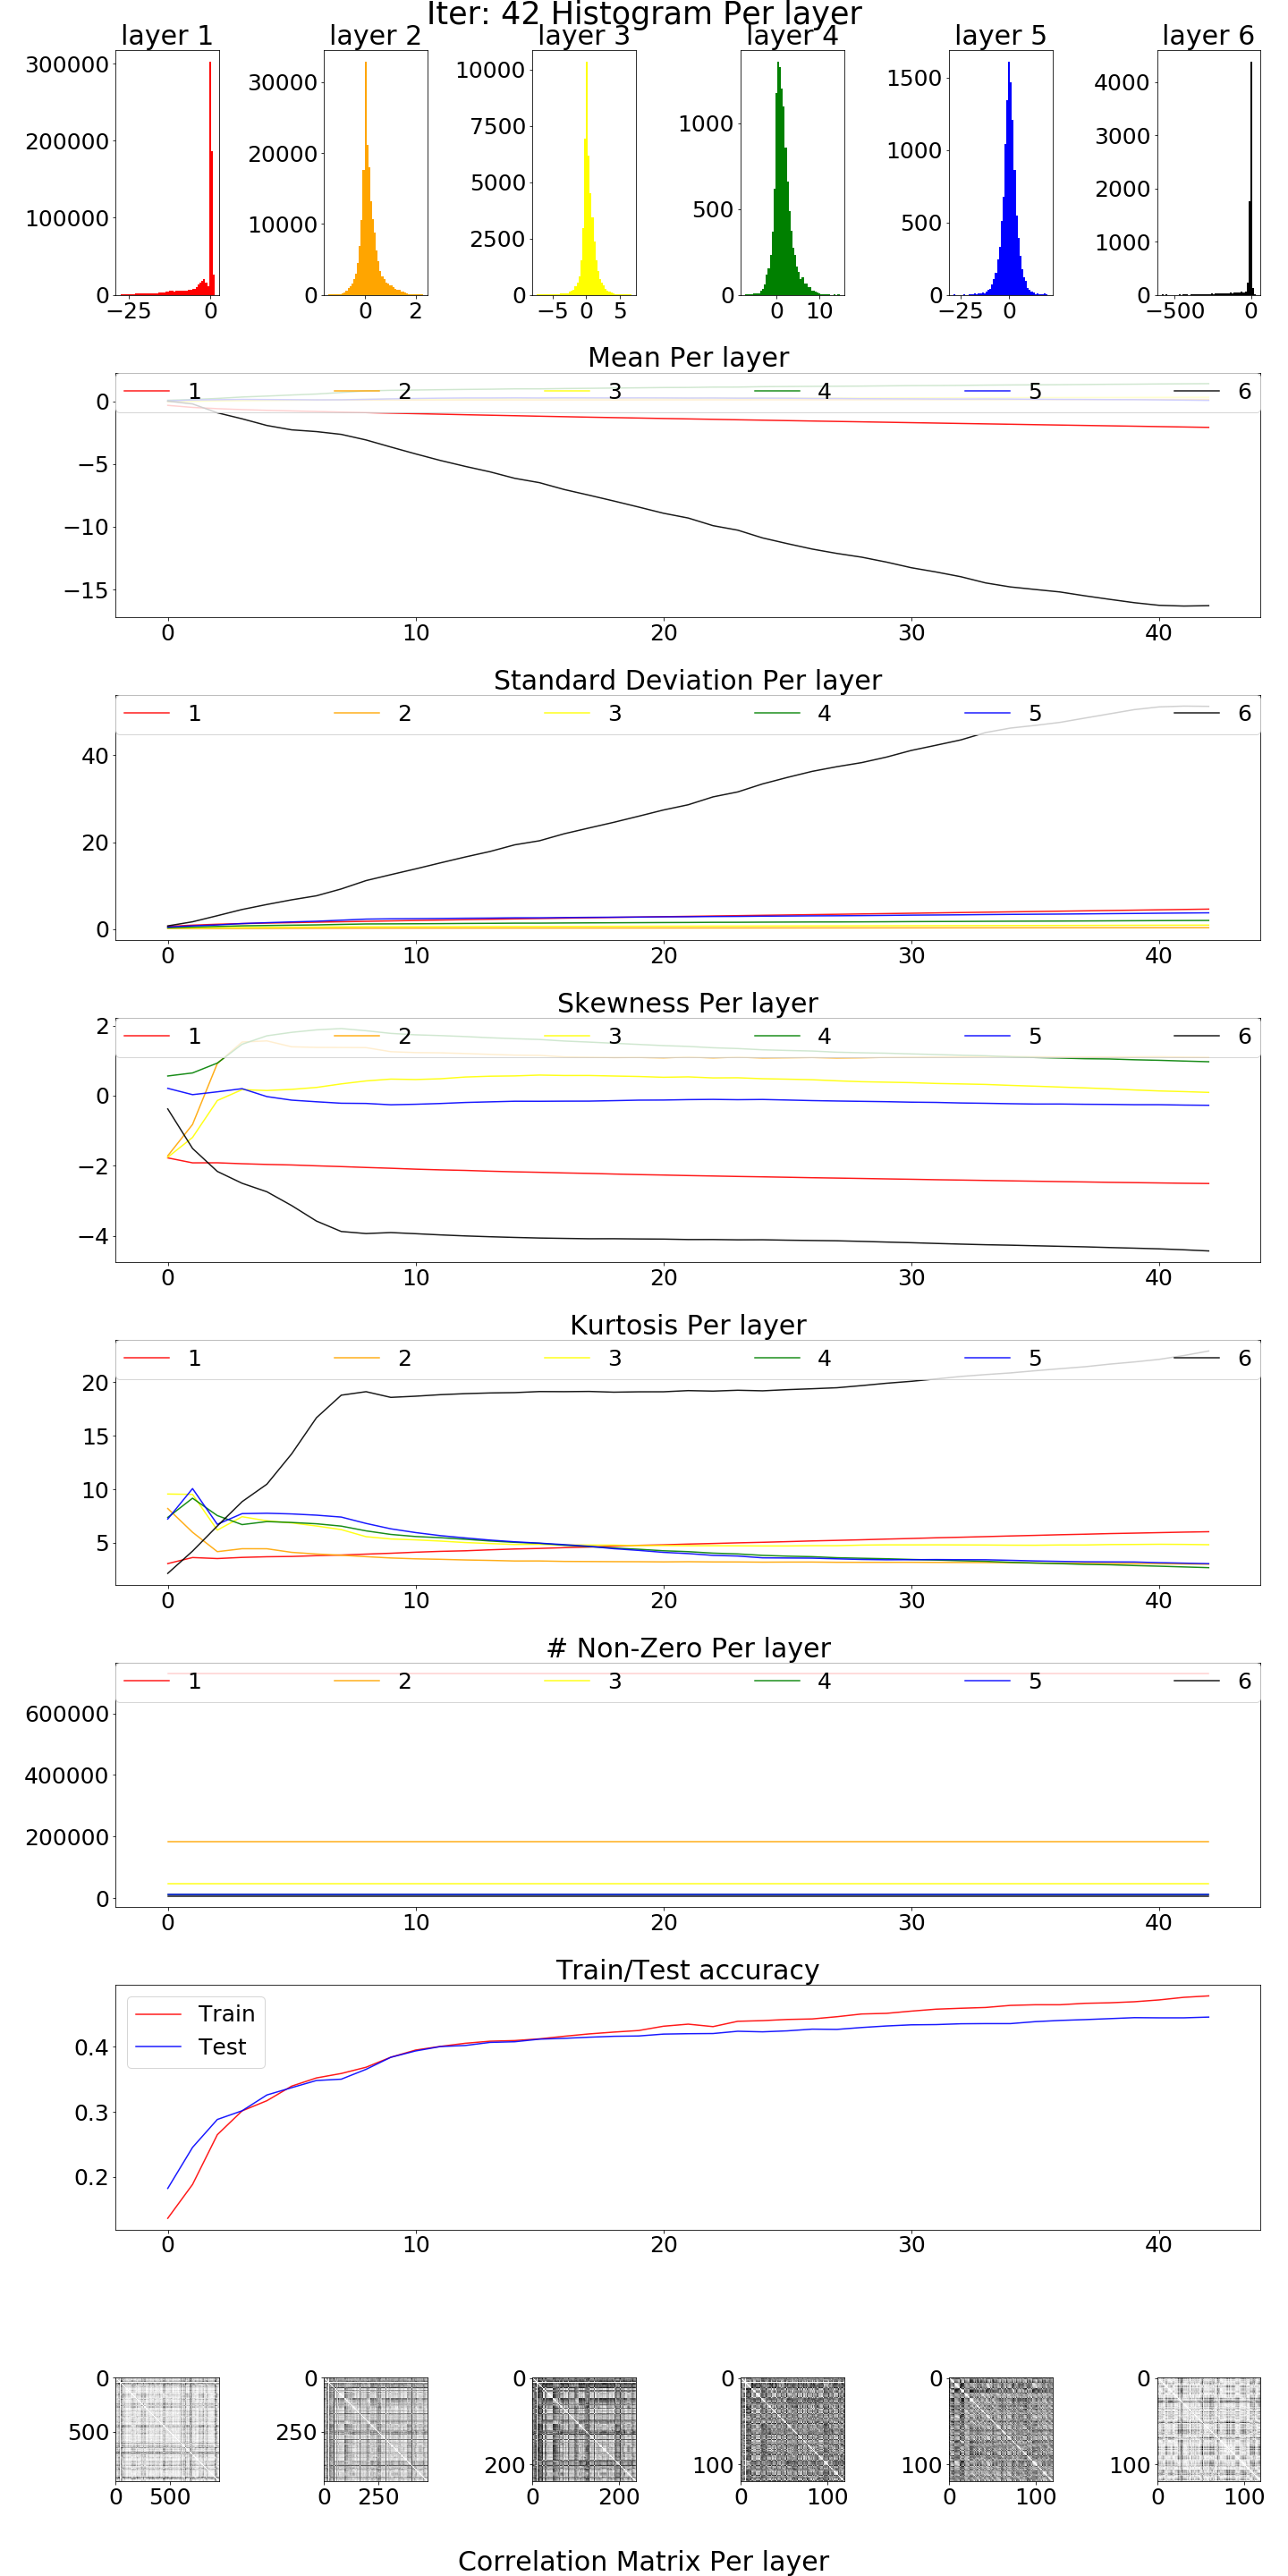 Iter: 42 Histogram Per layer
layer 1 layer 2 layer 3 layer 4 layer 5 layer 6
300000 200000 100000 0
−25 0
30000 20000 10000 0
0 2
10000 7500 5000 2500 0
−5 0 5
1000 500 0
0 10
1500 1000 500 0
−25 0
4000 3000 2000 1000 0
−500 0
Mean Per layer
1 2 3 4 5 6
0
−5
−10
−15
0 10 20 30 40
Standard Deviation Per layer
1 2 3 4 5 6
40
20
0
0 10 20 30 40
Skewness Per layer
2
1 2 3 4 5 6
0
−2
−4
0 10 20 30 40
Kurtosis Per layer
1 2 3 4 5 6
20
15
10
5
0 10 20 30 40
# Non-Zero Per layer
1 2 3 4 5 6
600000
400000
200000
0
0 10 20 30 40
Train/Test accuracy
Train
Test
0.4
0.3
0.2
0 10 20 30 40
0 500
0 500
0 250
0 250
0 200
0 200
0 100
0 100
0 100
0 100
0 100
0 100
Correlation Matrix Per layer